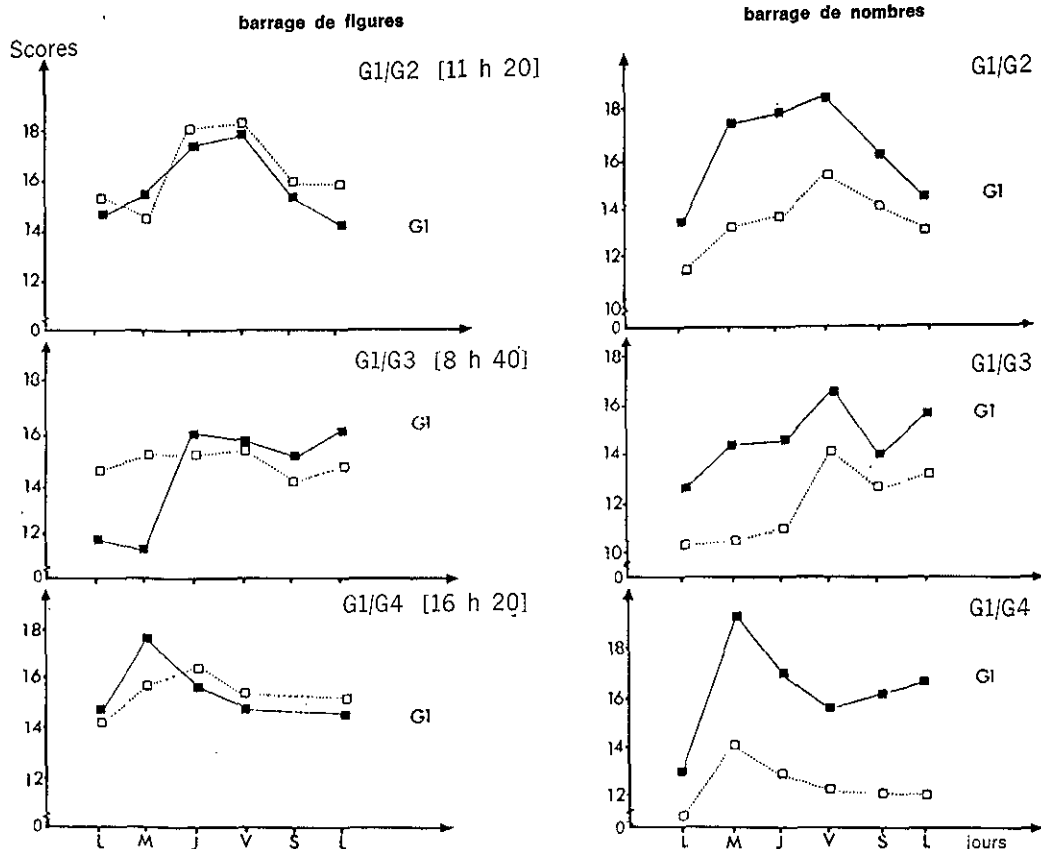 barrage de figures
barrage de nombres
Scores
G1/G2 [11 h 20]
18
16
14
12
0
G1
G1/G2
18
16
14
12
10
0
G1
G1/G3 [8 h 40]
18
16
14
12
0
G1
G1/G3
18
16
14
12
10
0
G1
G1/G4 [16 h 20]
18
16
14
12
0
G1
L M J V S L
G1/G4
18
16
14
12
0
G1
L M J V S L jours